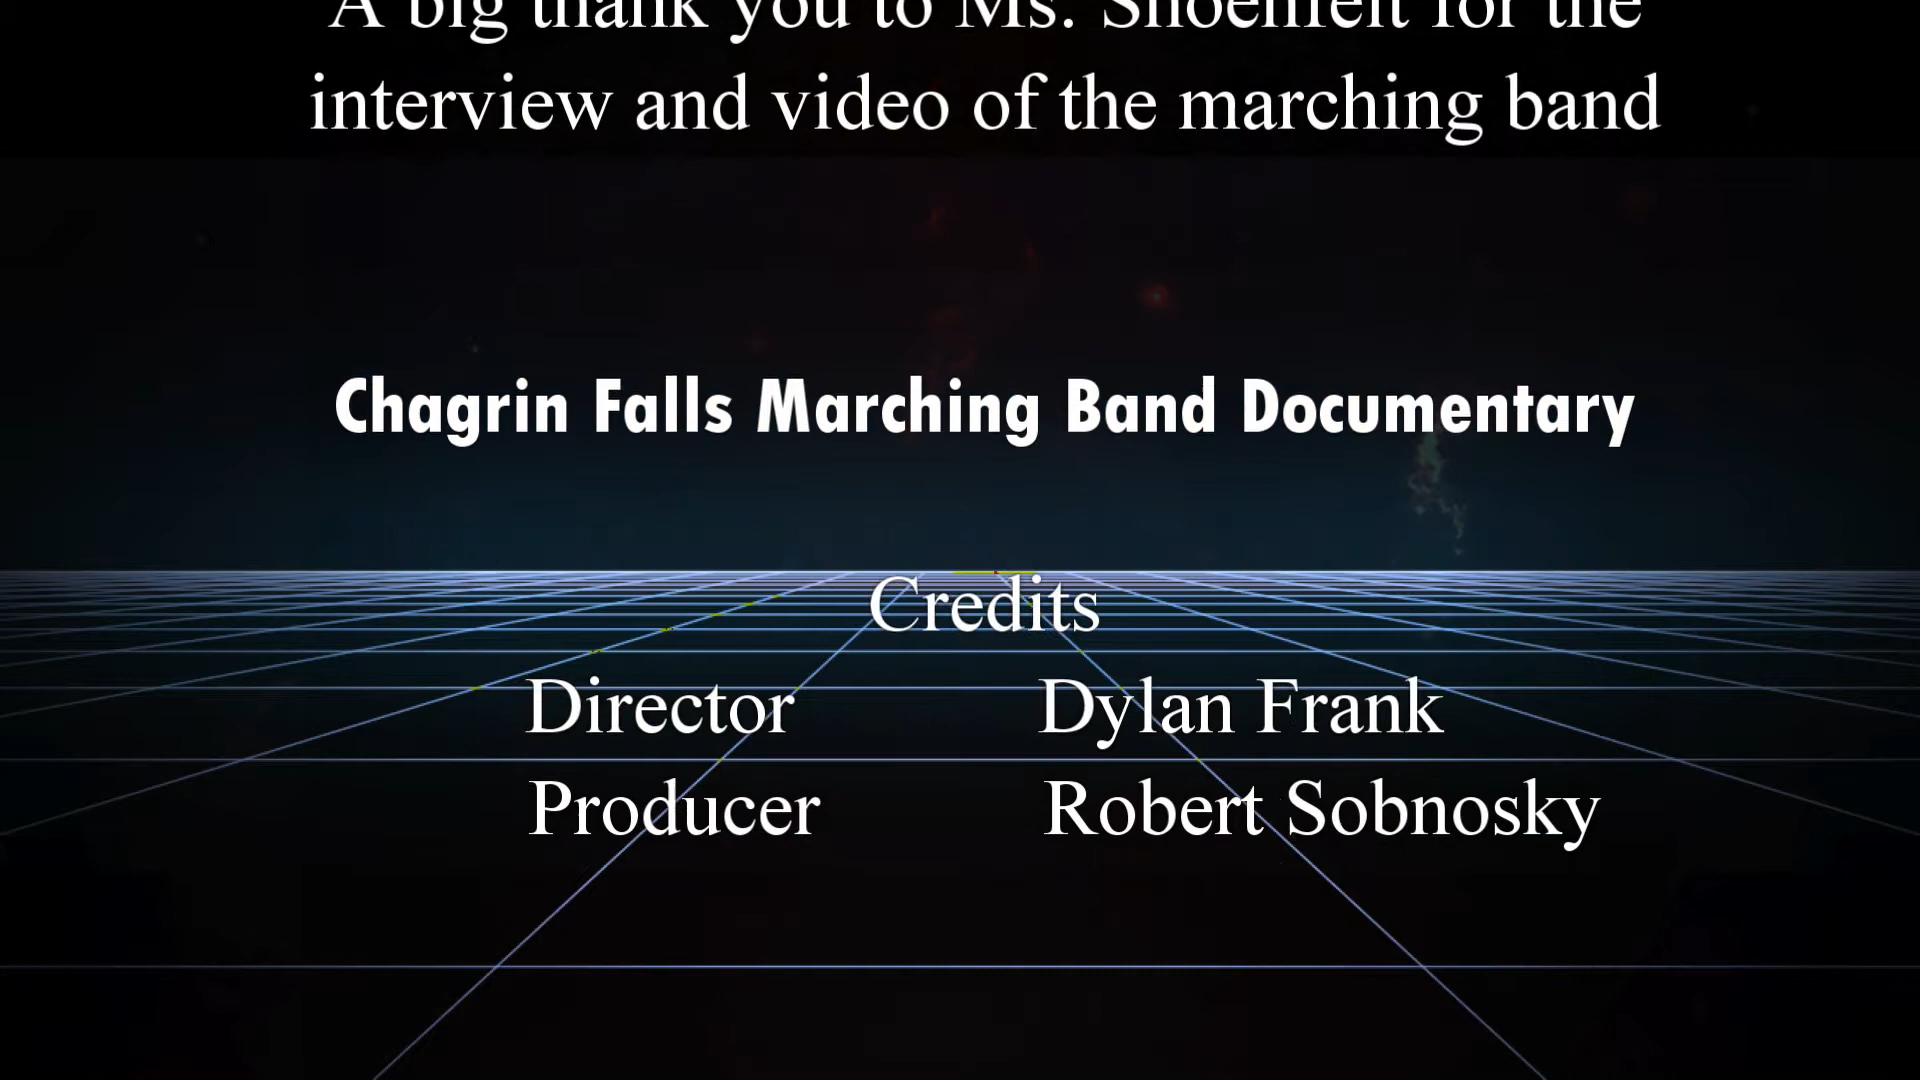 A big thank you to Ms. Shoenfelt for the
interview and video of the marching band
Chagrin Falls Marching Band Documentary
Credits
Director Dylan Frank
Producer Robert Sobnosky